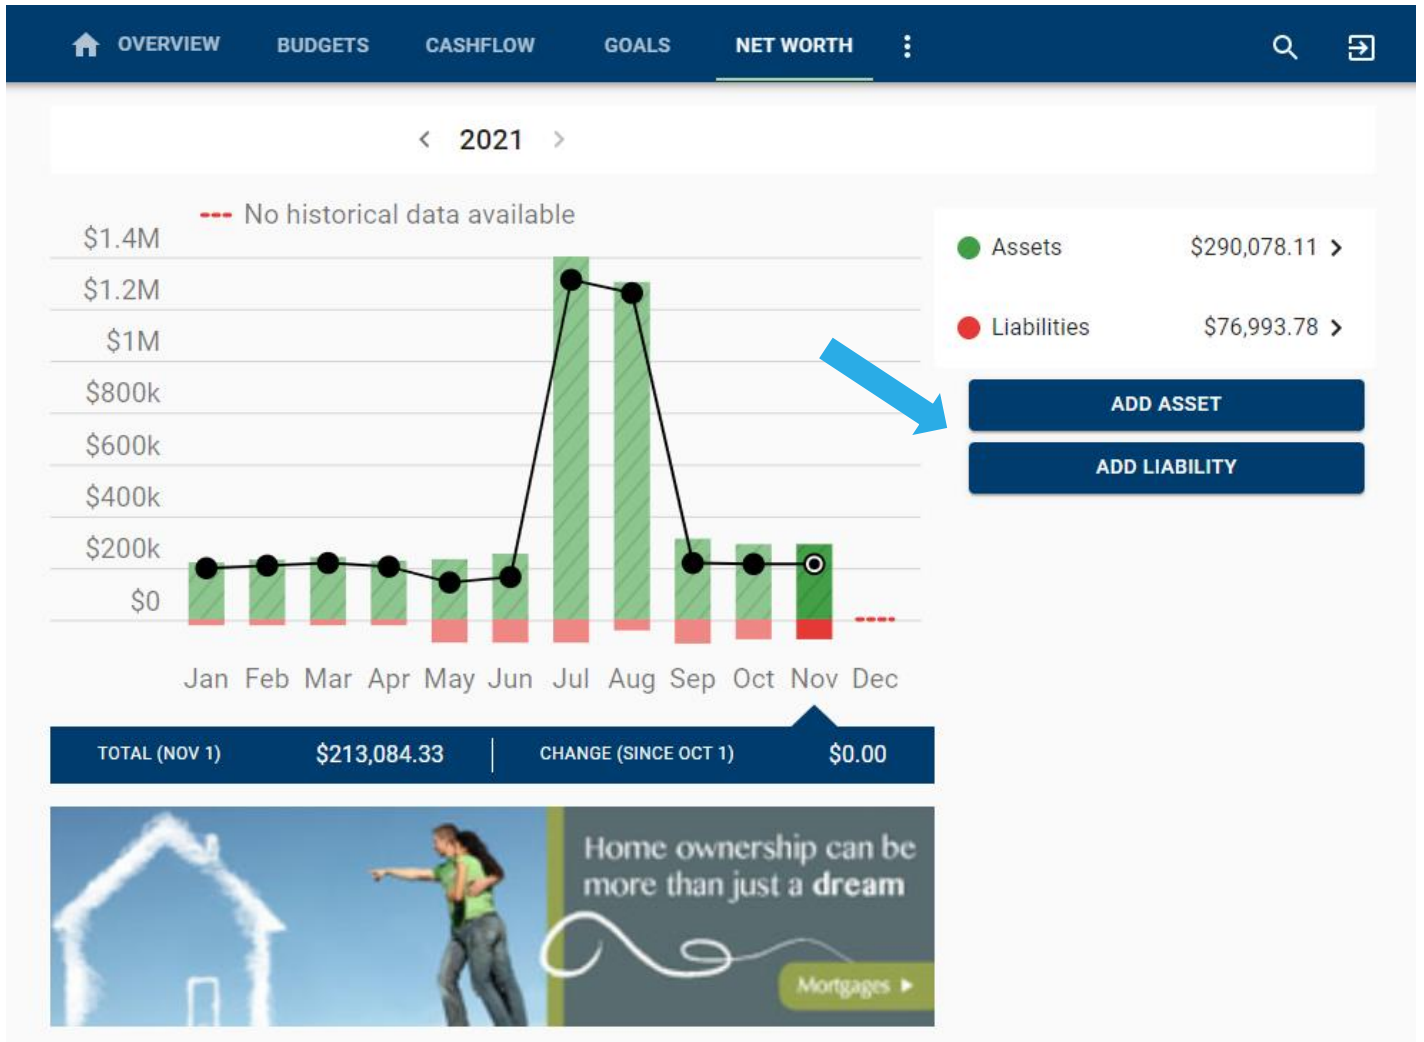 OVERVIEW BUDGETS CASHFLOW GOALS NET WORTH
2021
No historical data available
$1.4M
$1.2M
$1M
$800k
$600k
$400k
$200k
$0
Jan Feb Mar Apr May Jun Jul Aug Sep Oct Nov Dec
Assets $290,078.11
Liabilities $76,993.78
ADD ASSET
ADD LIABILITY
TOTAL (NOV 1) $213,084.33 CHANGE (SINCE OCT 1) $0.00
Home ownership can be
more than just a dream
Mortgages